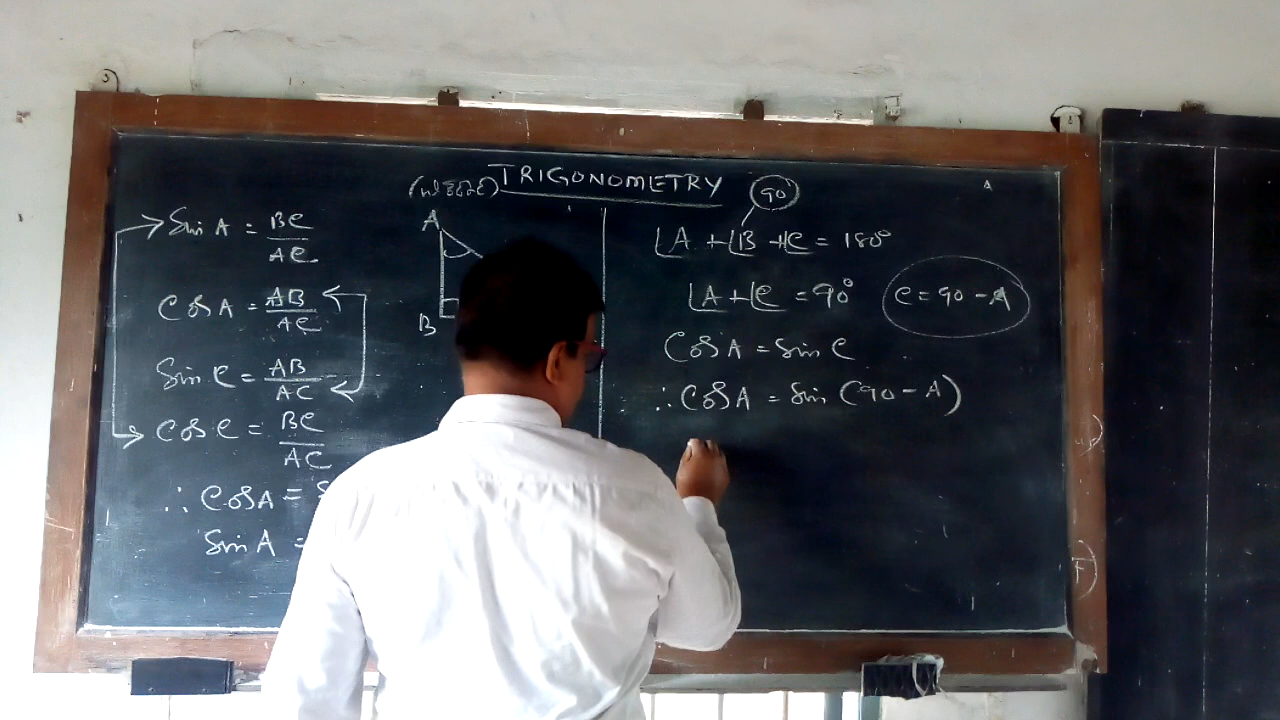 TRIGONOMETRY
Sin A = BC/AC
Cos A = AB/AC
Sin C = AB/AC
Cos C = BC/AC
∴ Cos A =
Sin A =
A
B
90°
∠A + ∠B + ∠C = 180°
∠A + ∠C = 90°
C = 90 - A
Cos A = Sin C
∴ Cos A = Sin (90 - A)